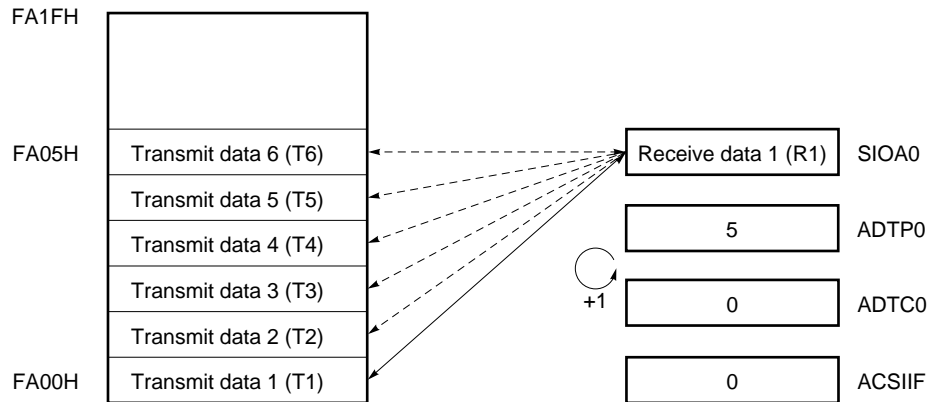 FA1FH
FA05H
Transmit data 6 (T6)
Receive data 1 (R1)
SIOA0
Transmit data 5 (T5)
5
ADTP0
Transmit data 4 (T4)
Transmit data 3 (T3)
+1
0
ADTC0
Transmit data 2 (T2)
FA00H
Transmit data 1 (T1)
0
ACSIIF